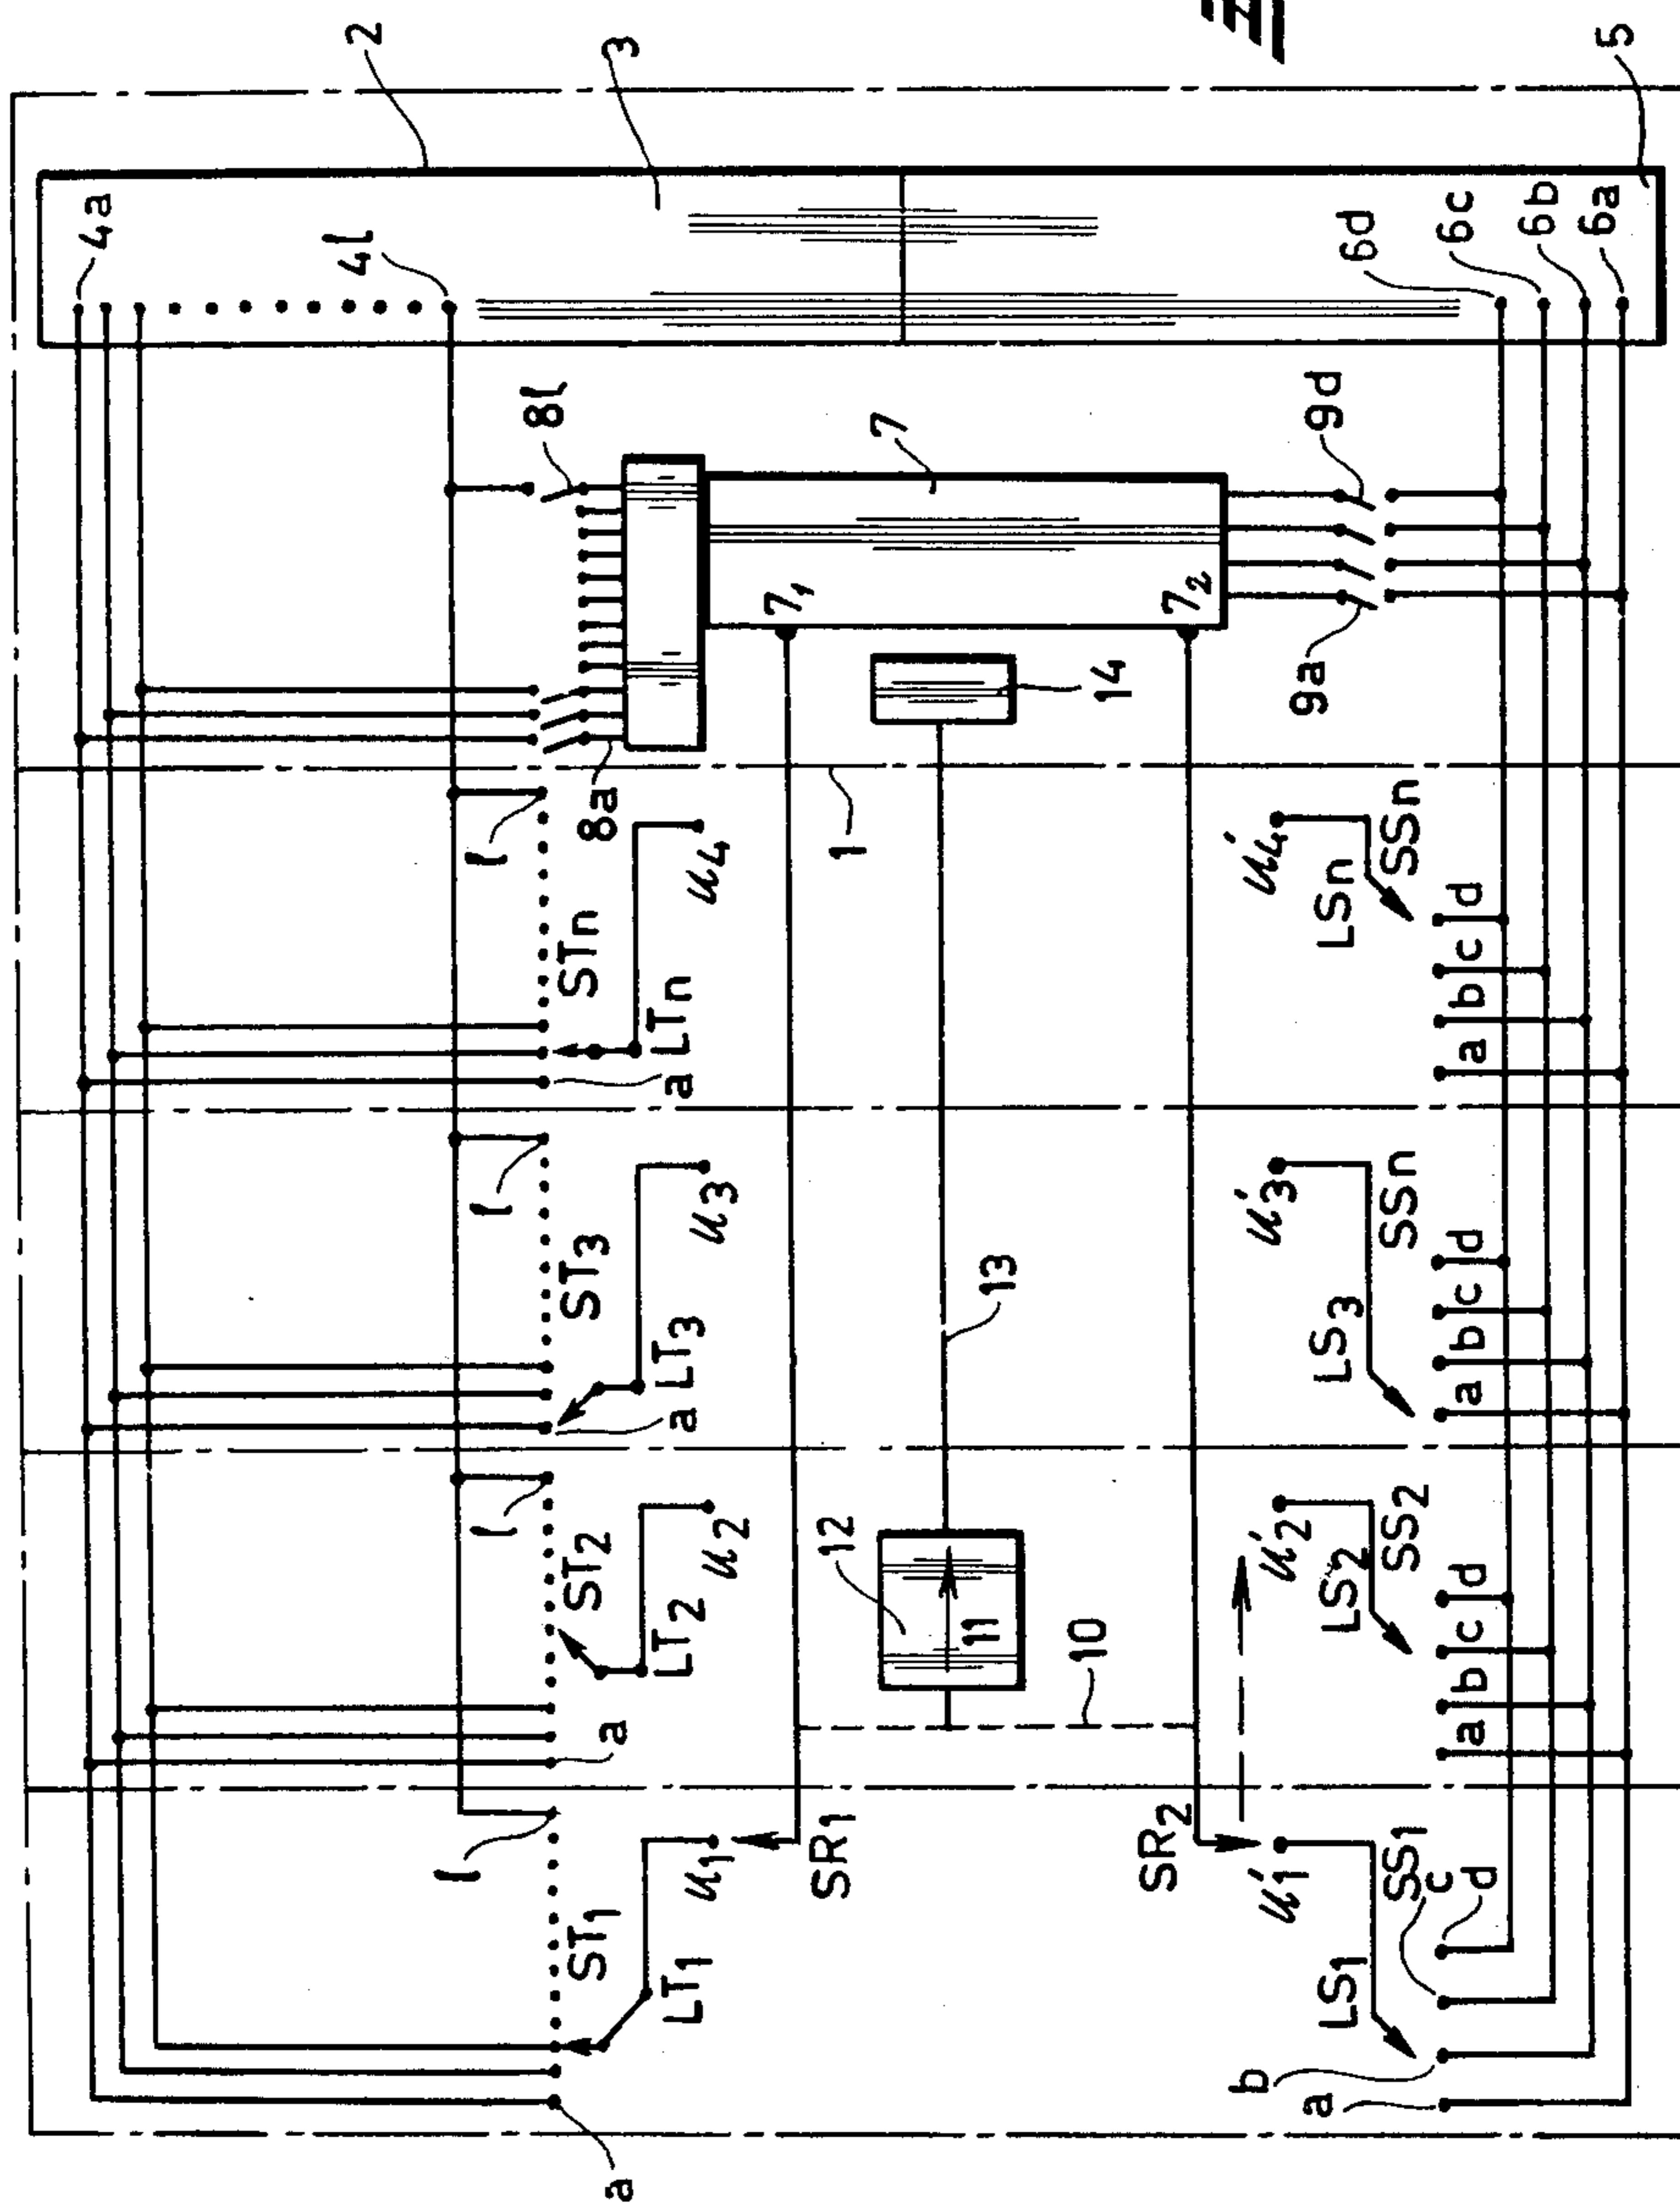 2
3
4a
4l
5
6d
6c
6b
6a
8l
7
7₁
7₂
9d
9a
8a
14
1
l
STn
LTn
a
u₄
u'₄
LSn
SSn
a b c d
l
ST₃
LT₃
a
u₃
13
u'₃
LS₃
SSn
a b c d
l
ST₂
LT₂
a
u₂
12
11
10
u'₂
LS₂
SS₂
a b c d
l
ST₁
LT₁
a
u₁
SR₁
SR₂
u'₁
LS₁
SS₁
c
d
b
a